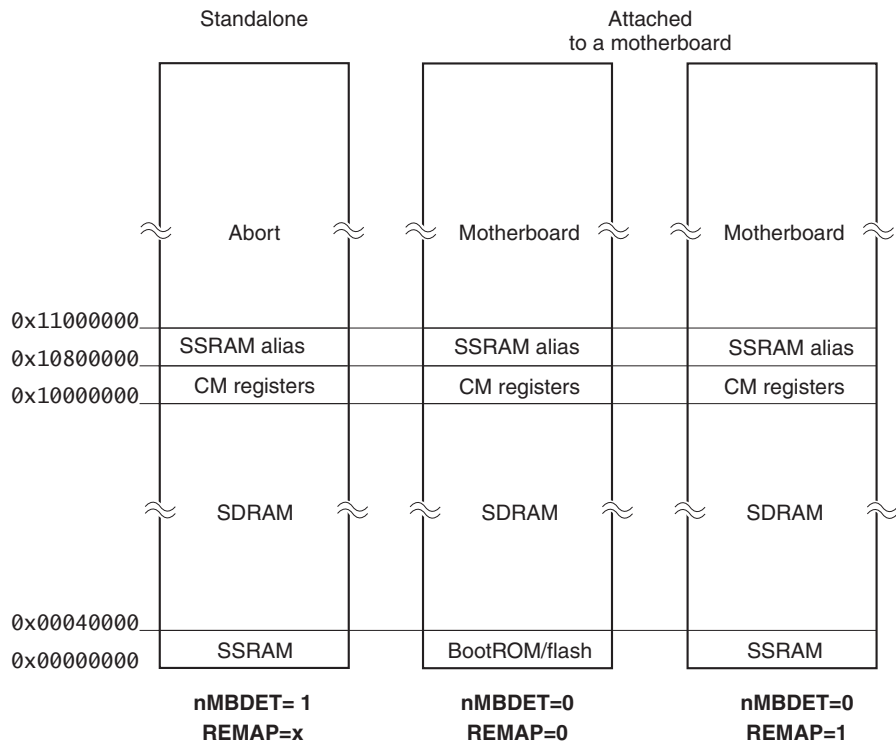 Standalone
Attached
to a motherboard
Abort
Motherboard
Motherboard
0x11000000
SSRAM alias
SSRAM alias
SSRAM alias
0x10800000
CM registers
CM registers
CM registers
0x10000000
SDRAM
SDRAM
SDRAM
0x00040000
SSRAM
BootROM/flash
SSRAM
0x00000000
nMBDET= 1
nMBDET=0
nMBDET=0
REMAP=x
REMAP=0
REMAP=1